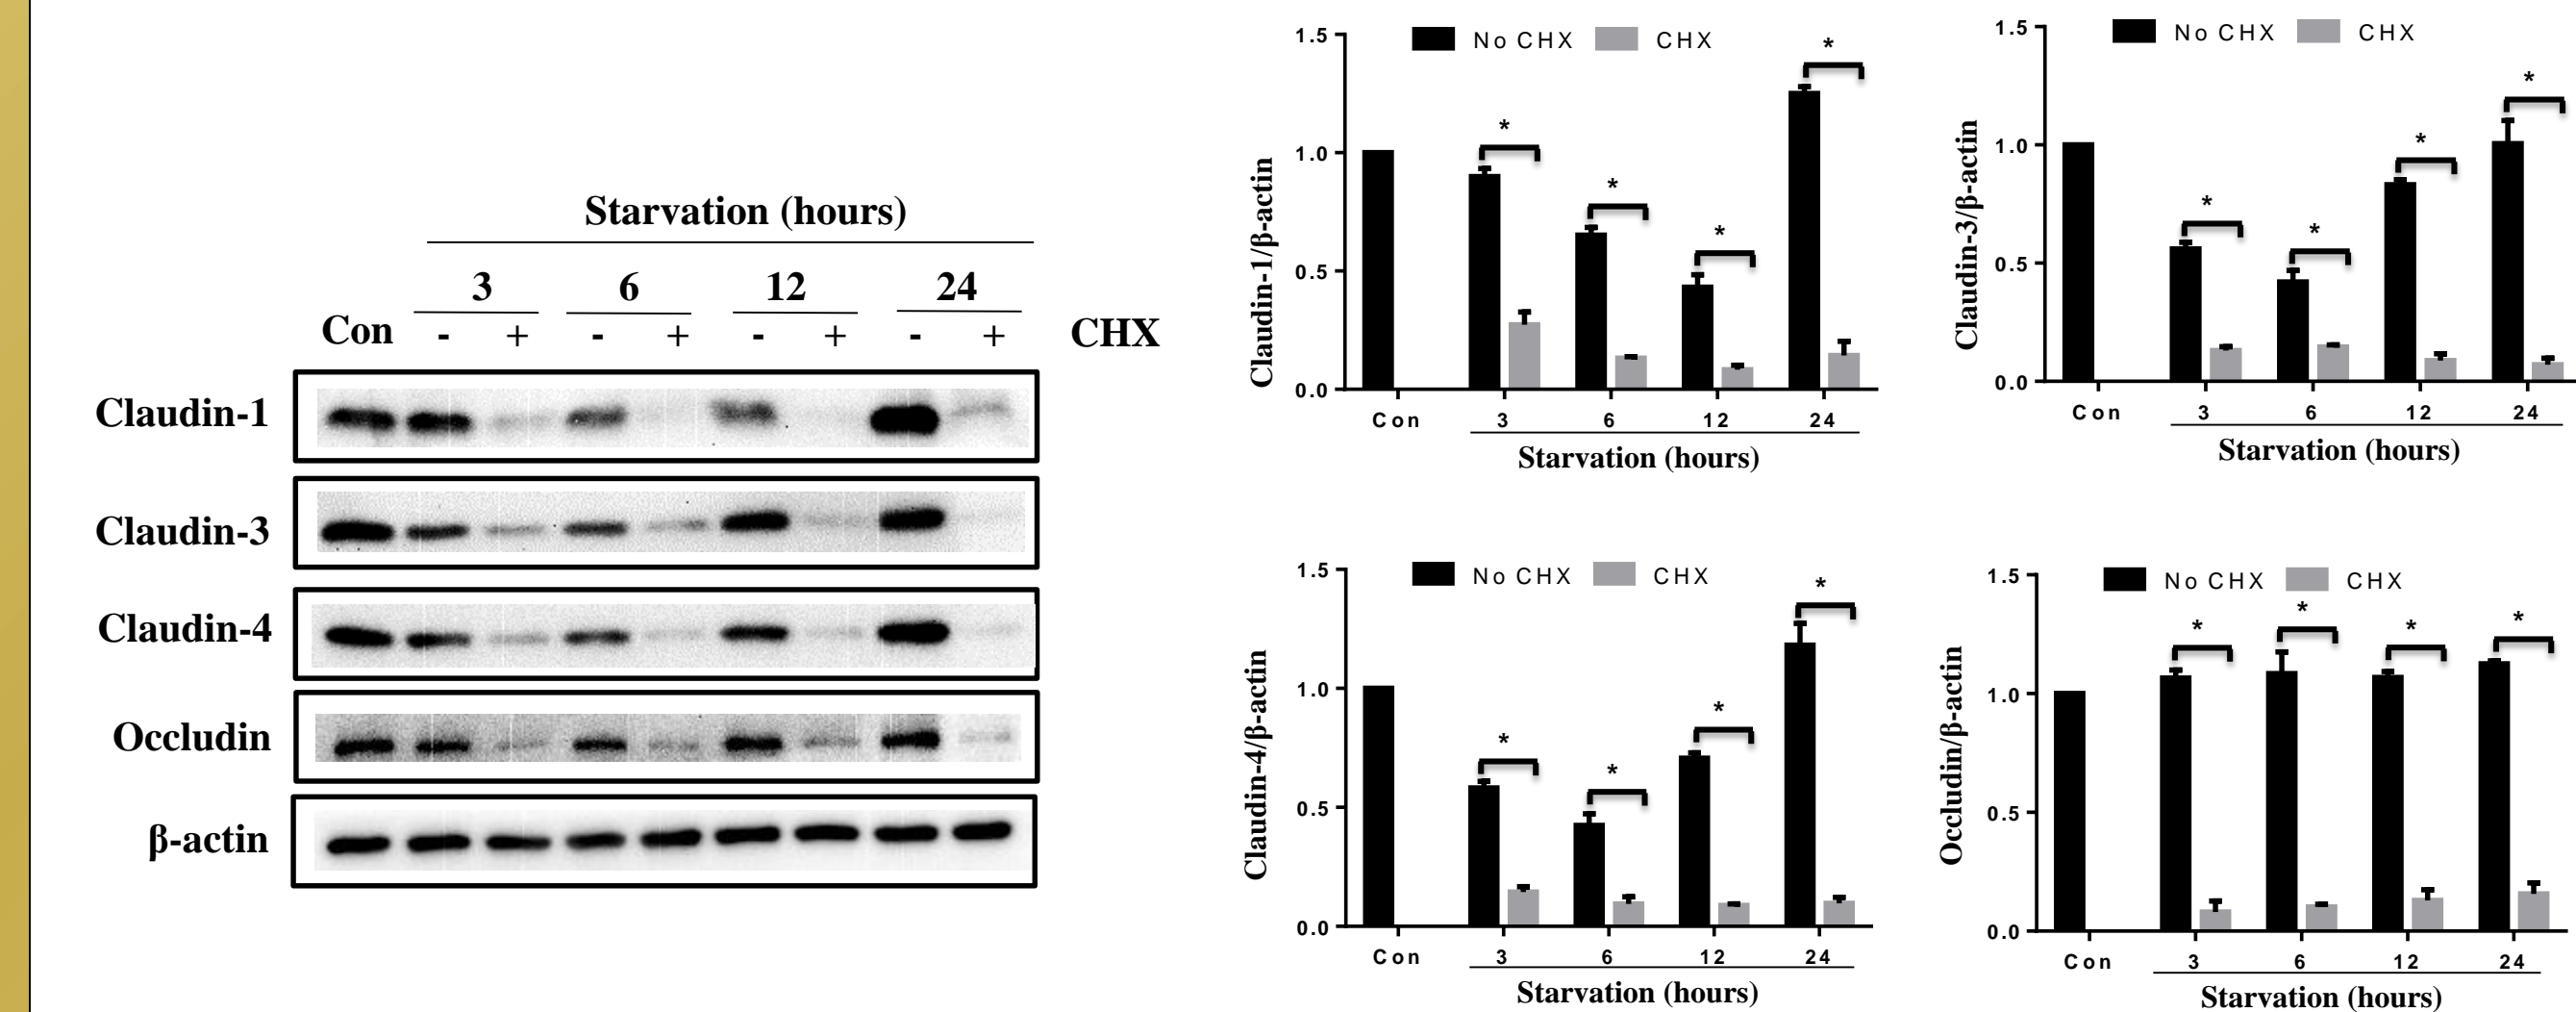 Starvation (hours)
3 6 12 24
Con - + - + - + - + CHX
Claudin-1
Claudin-3
Claudin-4
Occludin
β-actin
No CHX CHX
Claudin-1/β-actin
1.5
1.0
0.5
0.0
* * * *
Con 3 6 12 24
Starvation (hours)
No CHX CHX
Claudin-3/β-actin
1.5
1.0
0.5
0.0
* * * *
Con 3 6 12 24
Starvation (hours)
No CHX CHX
Claudin-4/β-actin
1.5
1.0
0.5
0.0
* * * *
Con 3 6 12 24
Starvation (hours)
No CHX CHX
Occludin/β-actin
1.5
1.0
0.5
0.0
* * * *
Con 3 6 12 24
Starvation (hours)